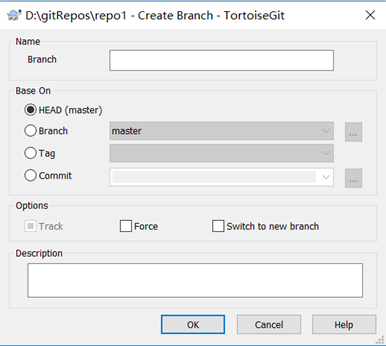 D:\gitRepos\repo1 - Create Branch - TortoiseGit
Name
Branch
Base On
HEAD (master)
Branch
master
...
Tag
Commit
...
Options
Track
Force
Switch to new branch
Description
OK
Cancel
Help